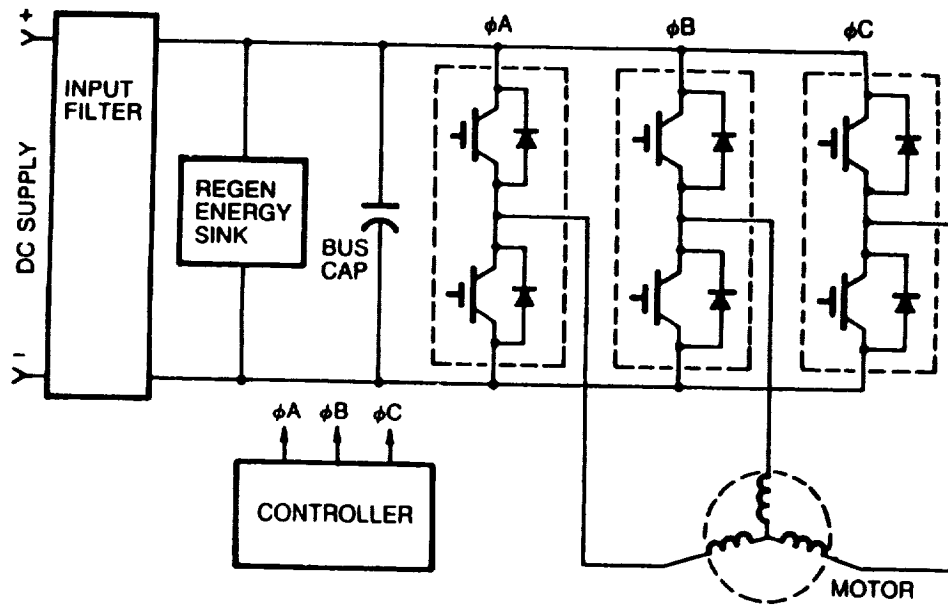 +
DC SUPPLY
-
INPUT
FILTER
REGEN
ENERGY
SINK
BUS
CAP
ϕA
ϕB
ϕC
ϕA
ϕB
ϕC
CONTROLLER
MOTOR